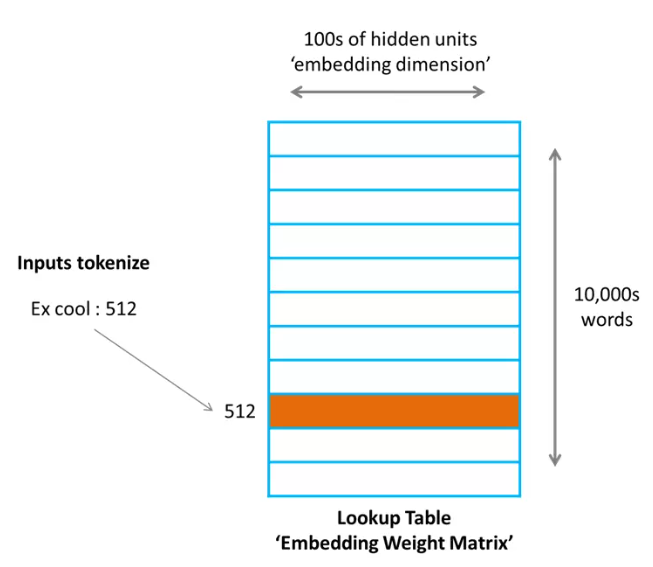 100s of hidden units
‘embedding dimension’
Inputs tokenize
Ex cool : 512
10,000s
words
512
Lookup Table
‘Embedding Weight Matrix’